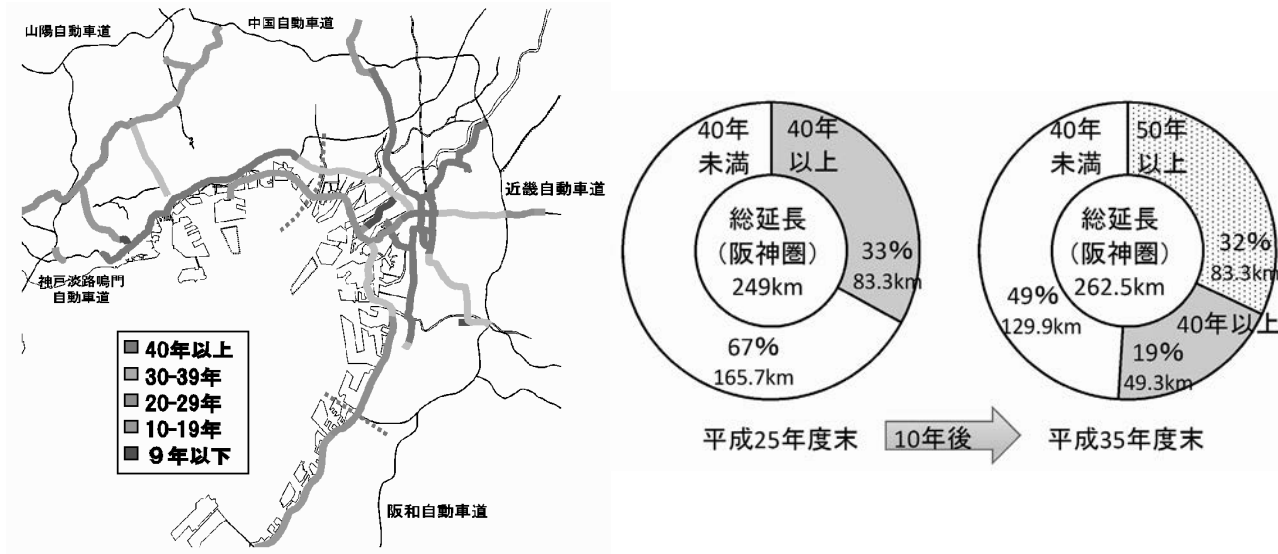 山陽自動車道
中国自動車道
近畿自動車道
神戸淡路鳴門
自動車道
阪和自動車道
40年以上
30-39年
20-29年
10-19年
9年以下
40年
未満
40年
以上
総延長
(阪神圏)
249km
33%
83.3km
67%
165.7km
平成25年度末
10年後
40年
未満
50年
以上
総延長
(阪神圏)
262.5km
32%
83.3km
49%
129.9km
40年以上
19%
49.3km
平成35年度末